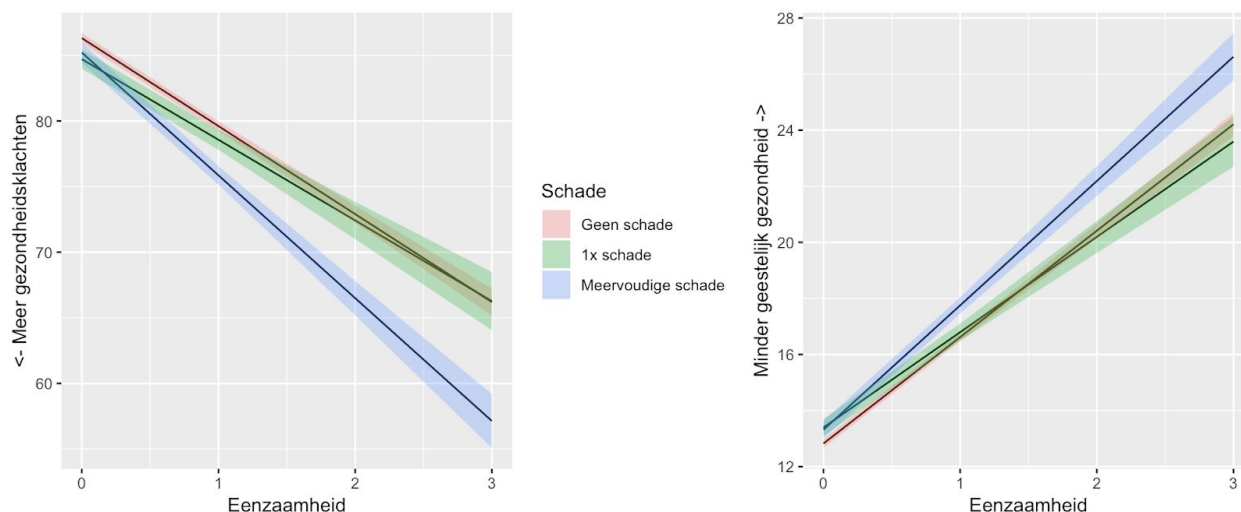 <- Meer gezondheidsklachten
80
70
60
0
1
2
3
Eenzaamheid
Schade
Geen schade
1x schade
Meervoudige schade
Minder geestelijk gezondheid ->
28
24
20
16
12
0
1
2
3
Eenzaamheid